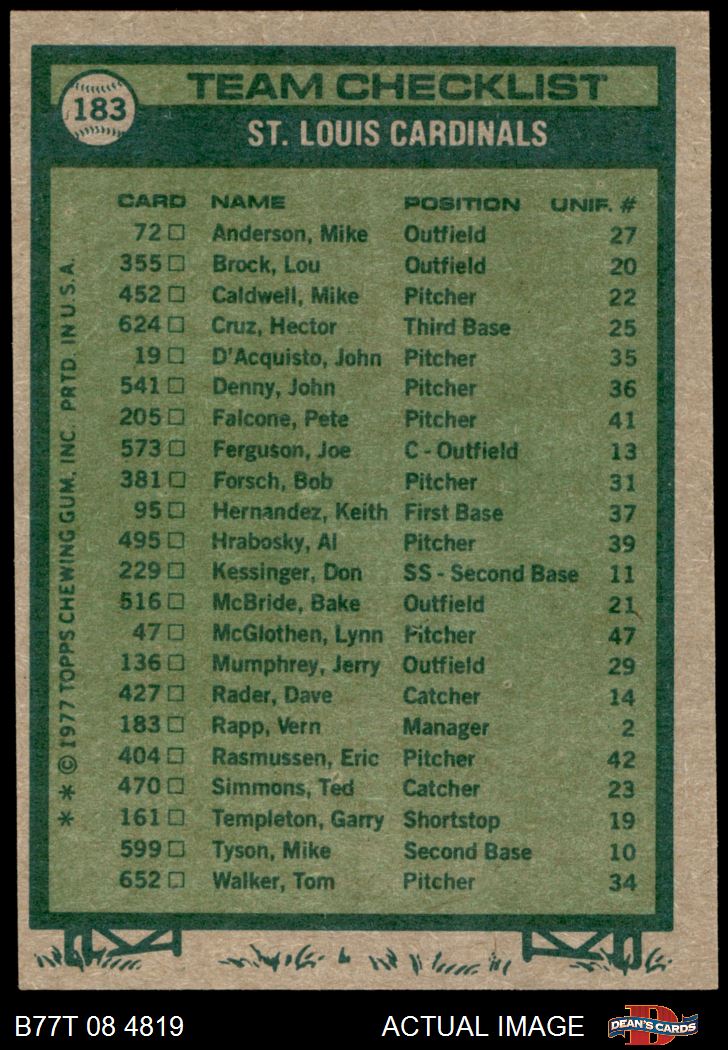 183
TEAM CHECKLIST
ST. LOUIS CARDINALS
CARD NAME POSITION UNIF. #
72 □ Anderson, Mike Outfield 27
355 □ Brock, Lou Outfield 20
452 □ Caldwell, Mike Pitcher 22
624 □ Cruz, Hector Third Base 25
19 □ D'Acquisto, John Pitcher 35
541 □ Denny, John Pitcher 36
205 □ Falcone, Pete Pitcher 41
573 □ Ferguson, Joe C - Outfield 13
381 □ Forsch, Bob Pitcher 31
95 □ Hernandez, Keith First Base 37
495 □ Hrabosky, Al Pitcher 39
229 □ Kessinger, Don SS - Second Base 11
516 □ McBride, Bake Outfield 21
47 □ McGlothen, Lynn Pitcher 47
136 □ Mumphrey, Jerry Outfield 29
427 □ Rader, Dave Catcher 14
183 □ Rapp, Vern Manager 2
404 □ Rasmussen, Eric Pitcher 42
470 □ Simmons, Ted Catcher 23
161 □ Templeton, Garry Shortstop 19
599 □ Tyson, Mike Second Base 10
652 □ Walker, Tom Pitcher 34
* * © 1977 TOPPS CHEWING GUM, INC. PRTD. IN U.S.A.
B77T 08 4819 ACTUAL IMAGE D DEAN'S CARDS